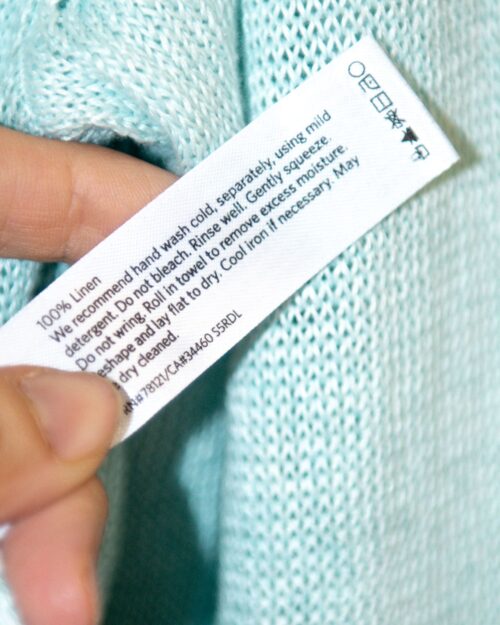 100% Linen
We recommend hand wash cold, separately, using mild
detergent. Do not bleach. Rinse well. Gently squeeze.
Do not wring. Roll in towel to remove excess moisture.
eshape and lay flat to dry. Cool iron if necessary. May
dry cleaned.
RN#78121/CA#34460 S5RDL